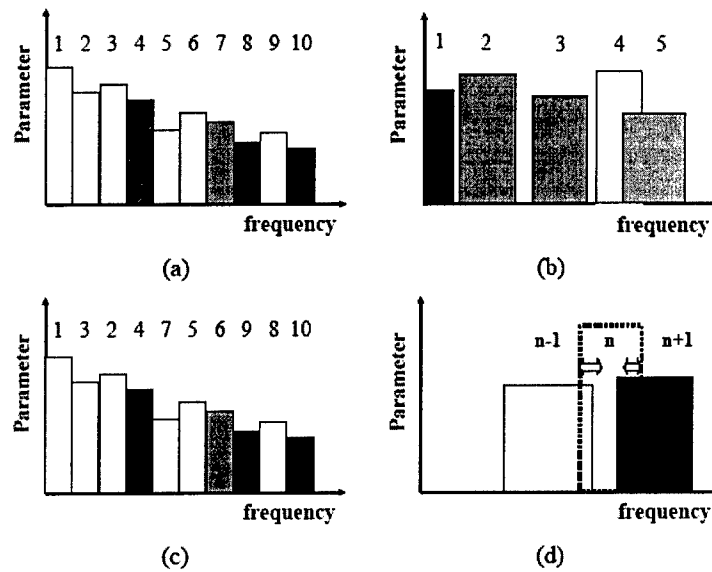 1 2 3 4 5 6 7 8 9 10
Parameter
frequency
(a)
1 2 3 4 5
Parameter
frequency
(b)
1 3 2 4 7 5 6 9 8 10
Parameter
frequency
(c)
n-1 n n+1
Parameter
frequency
(d)